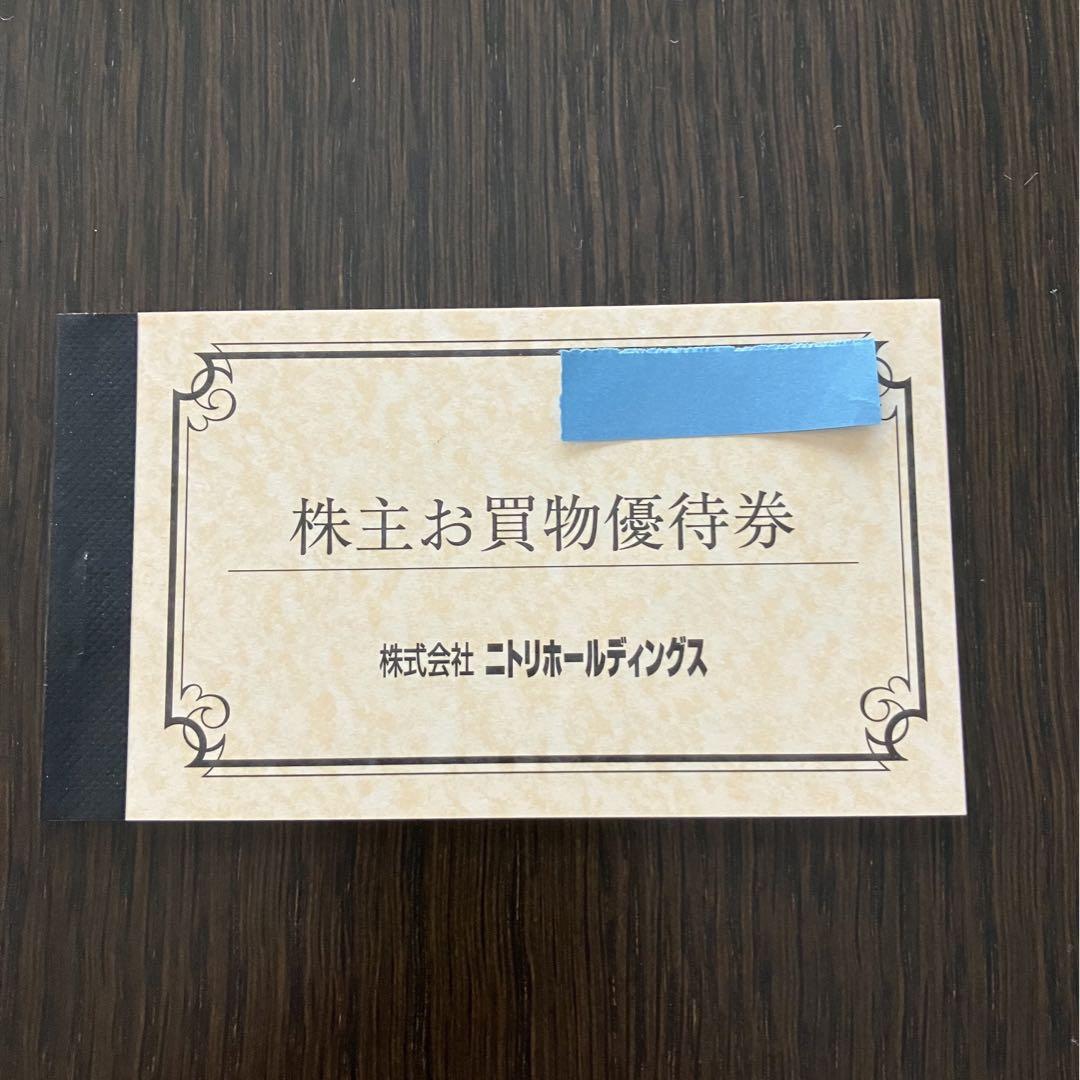 株主お買物優待券
株式会社 ニトリホールディングス